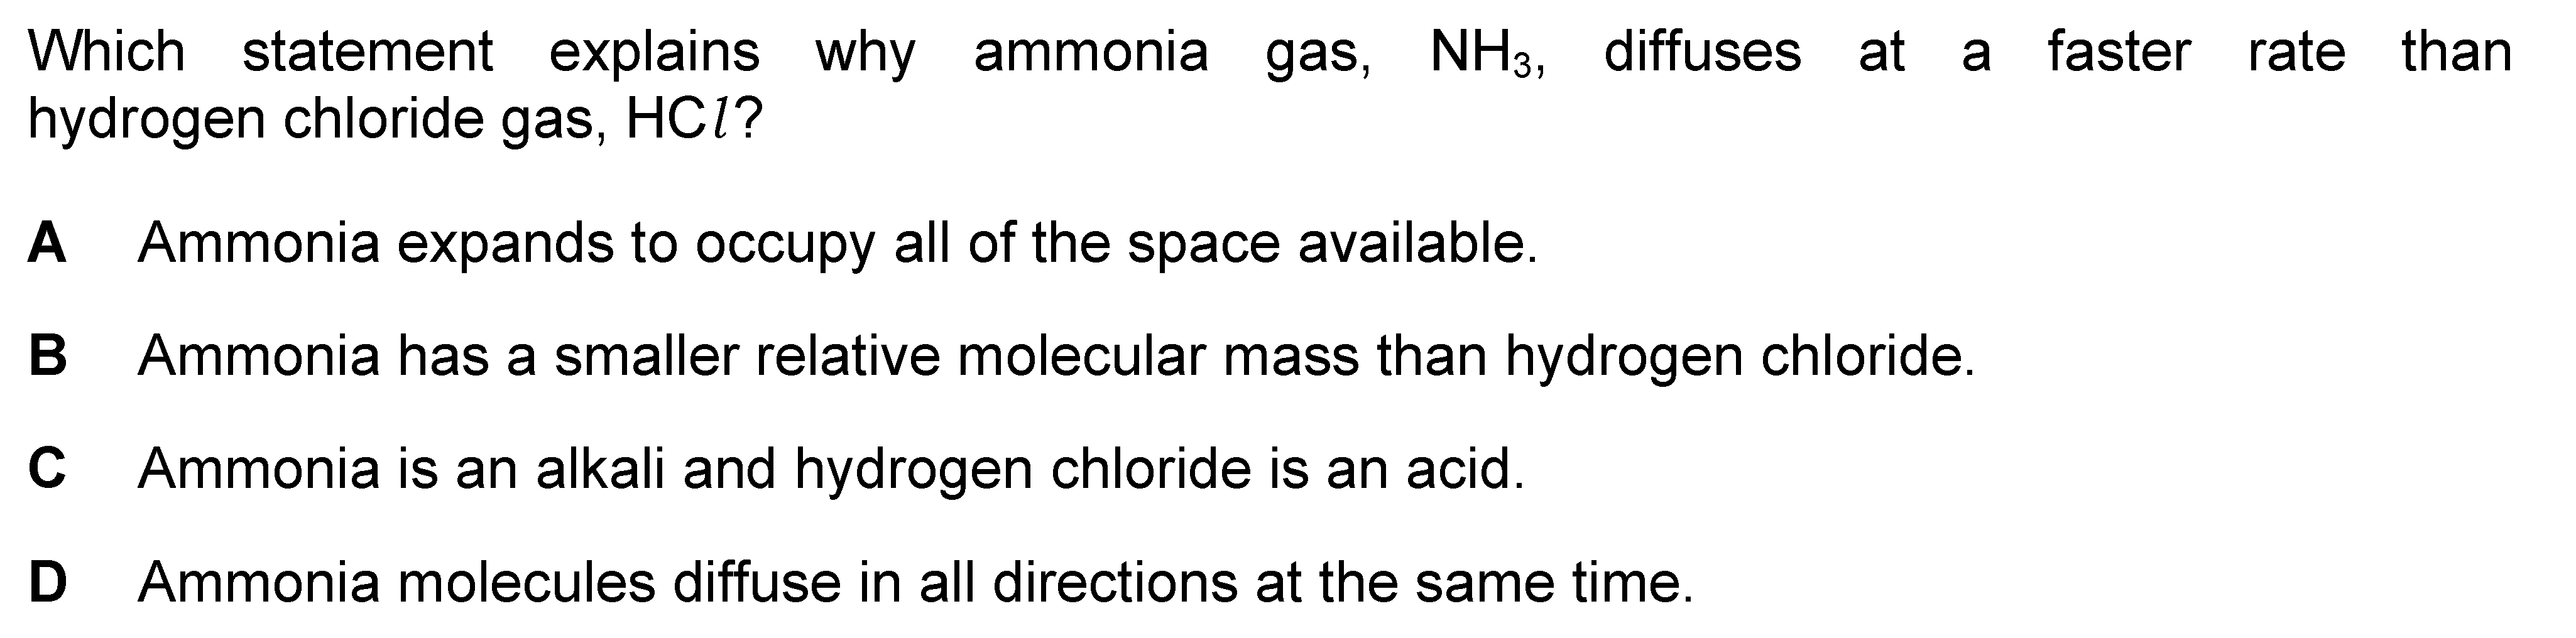 Which statement explains why ammonia gas, NH₃, diffuses at a faster rate than
hydrogen chloride gas, HCl?
A Ammonia expands to occupy all of the space available.
B Ammonia has a smaller relative molecular mass than hydrogen chloride.
C Ammonia is an alkali and hydrogen chloride is an acid.
D Ammonia molecules diffuse in all directions at the same time.